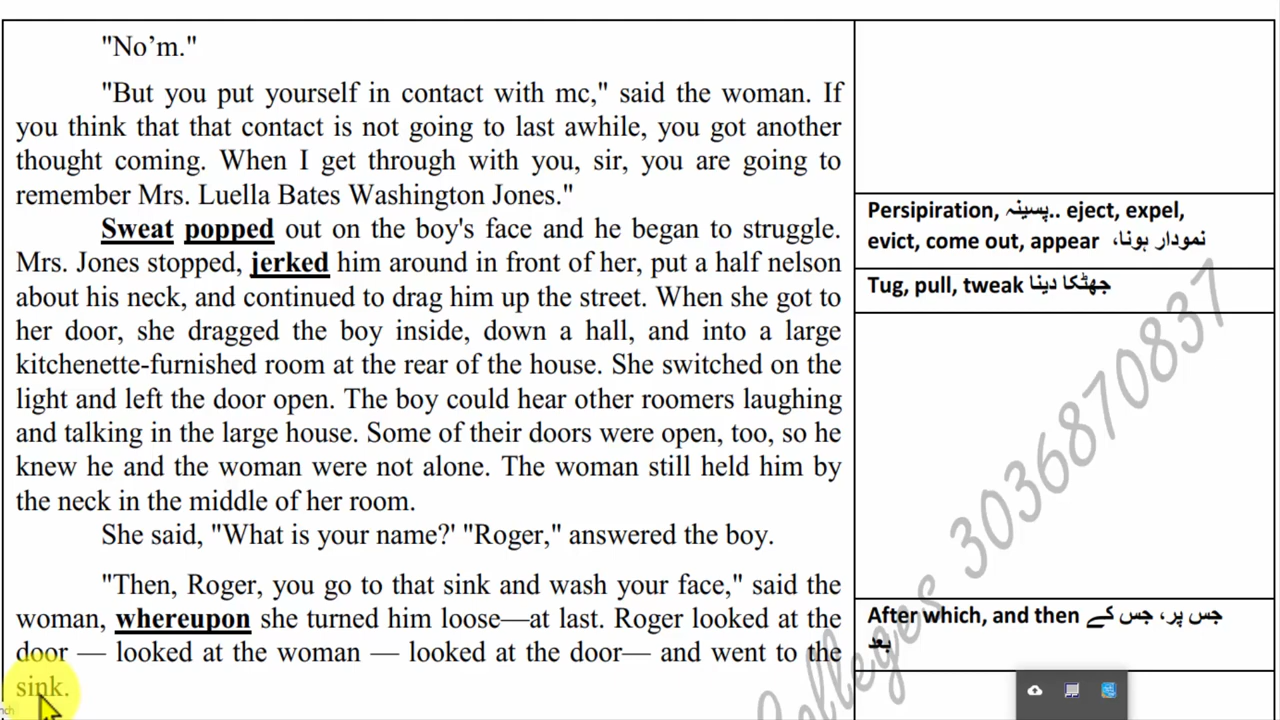 "No’m."
"But you put yourself in contact with mc," said the woman. If
you think that that contact is not going to last awhile, you got another
thought coming. When I get through with you, sir, you are going to
remember Mrs. Luella Bates Washington Jones."
Sweat popped out on the boy's face and he began to struggle.
Mrs. Jones stopped, jerked him around in front of her, put a half nelson
about his neck, and continued to drag him up the street. When she got to
her door, she dragged the boy inside, down a hall, and into a large
kitchenette-furnished room at the rear of the house. She switched on the
light and left the door open. The boy could hear other roomers laughing
and talking in the large house. Some of their doors were open, too, so he
knew he and the woman were not alone. The woman still held him by
the neck in the middle of her room.
She said, "What is your name?' "Roger," answered the boy.
"Then, Roger, you go to that sink and wash your face," said the
woman, whereupon she turned him loose—at last. Roger looked at the
door — looked at the woman — looked at the door— and went to the
sink.
Persipiration, پسینہ.. eject, expel,
evict, come out, appear نمودار ہونا،
Tug, pull, tweak جھٹکا دینا
After which, and then جس پر، جس کے
بعد
Colleges 3036870837